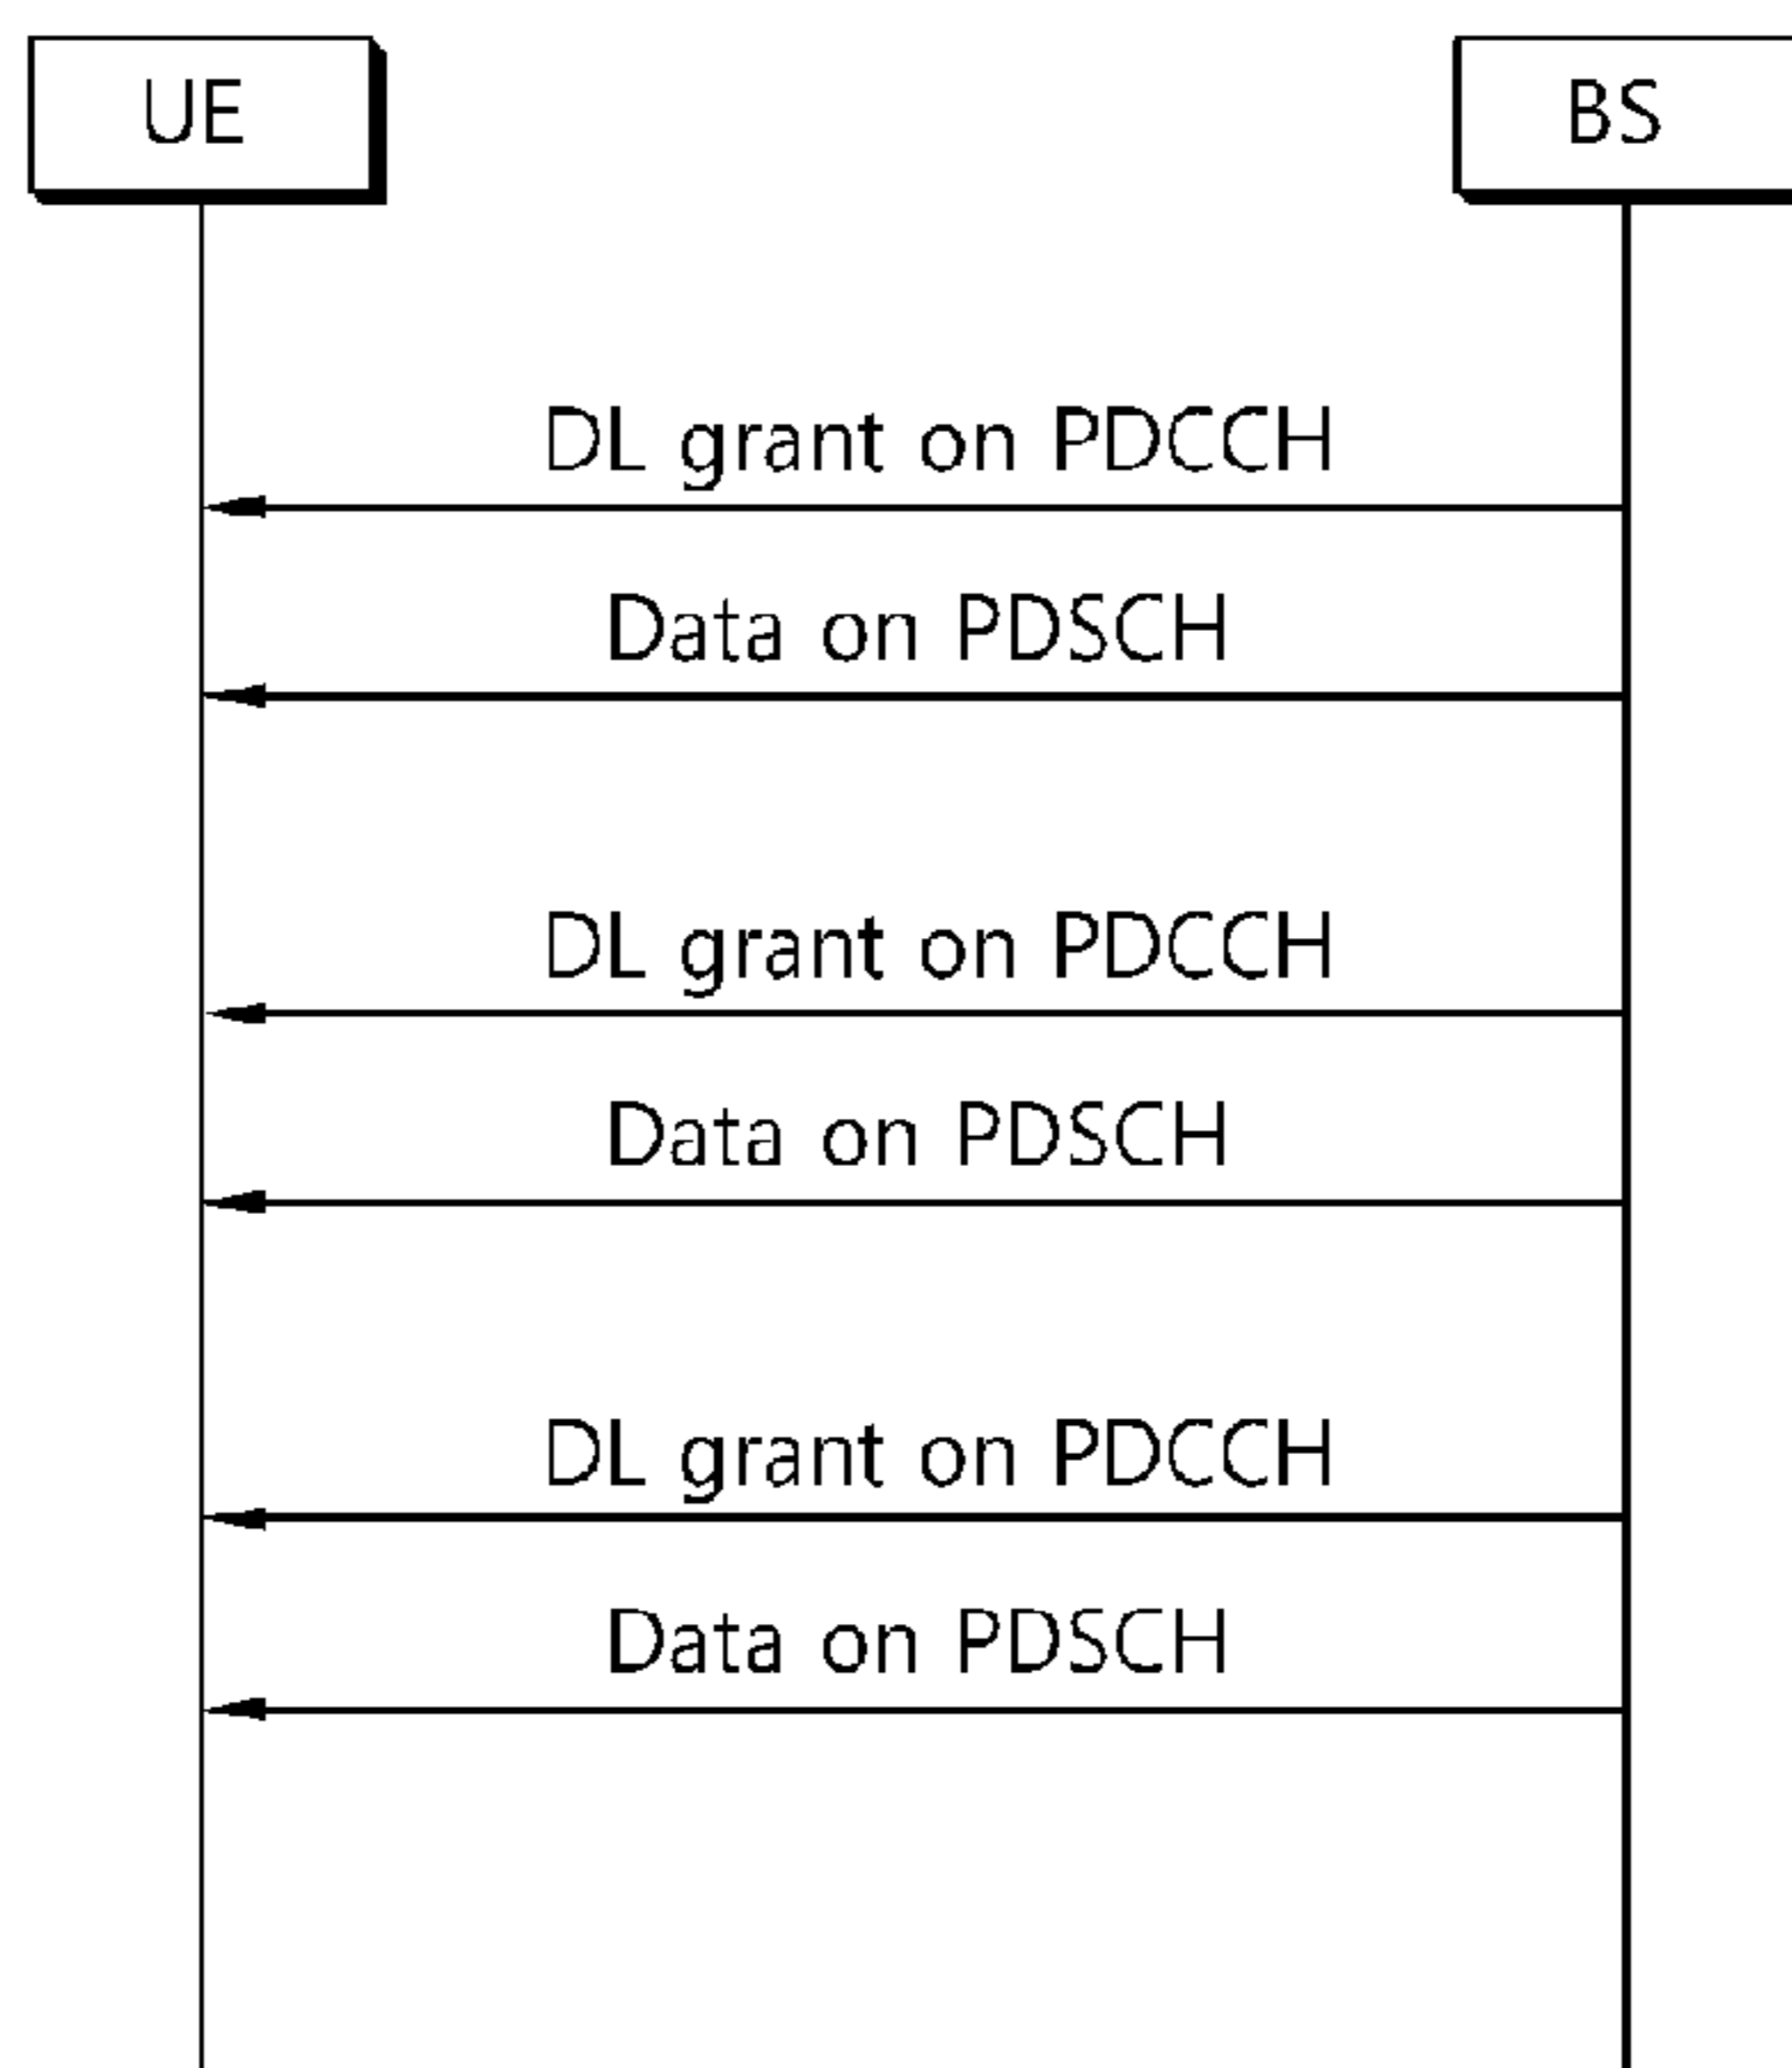 UE
BS
DL grant on PDCCH
Data on PDSCH
DL grant on PDCCH
Data on PDSCH
DL grant on PDCCH
Data on PDSCH